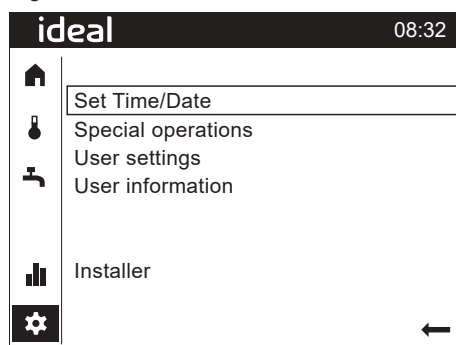 ideal 08:32
Set Time/Date
Special operations
User settings
User information
Installer